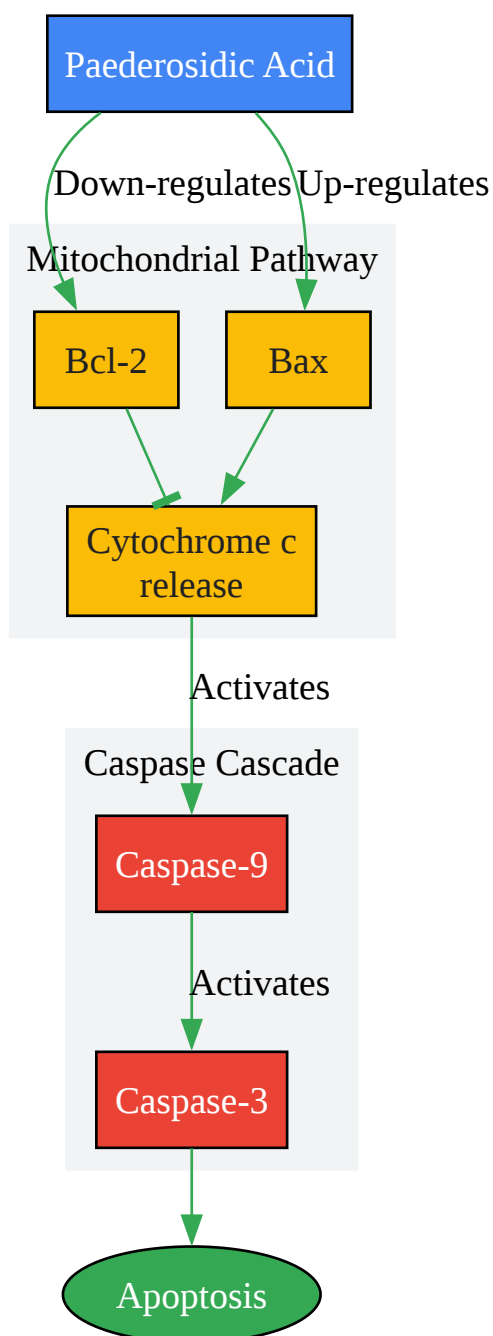 Paederosidic Acid
Down-regulates
Up-regulates
Mitochondrial Pathway
Bcl-2
Bax
Cytochrome c
release
Activates
Caspase Cascade
Caspase-9
Activates
Caspase-3
Apoptosis